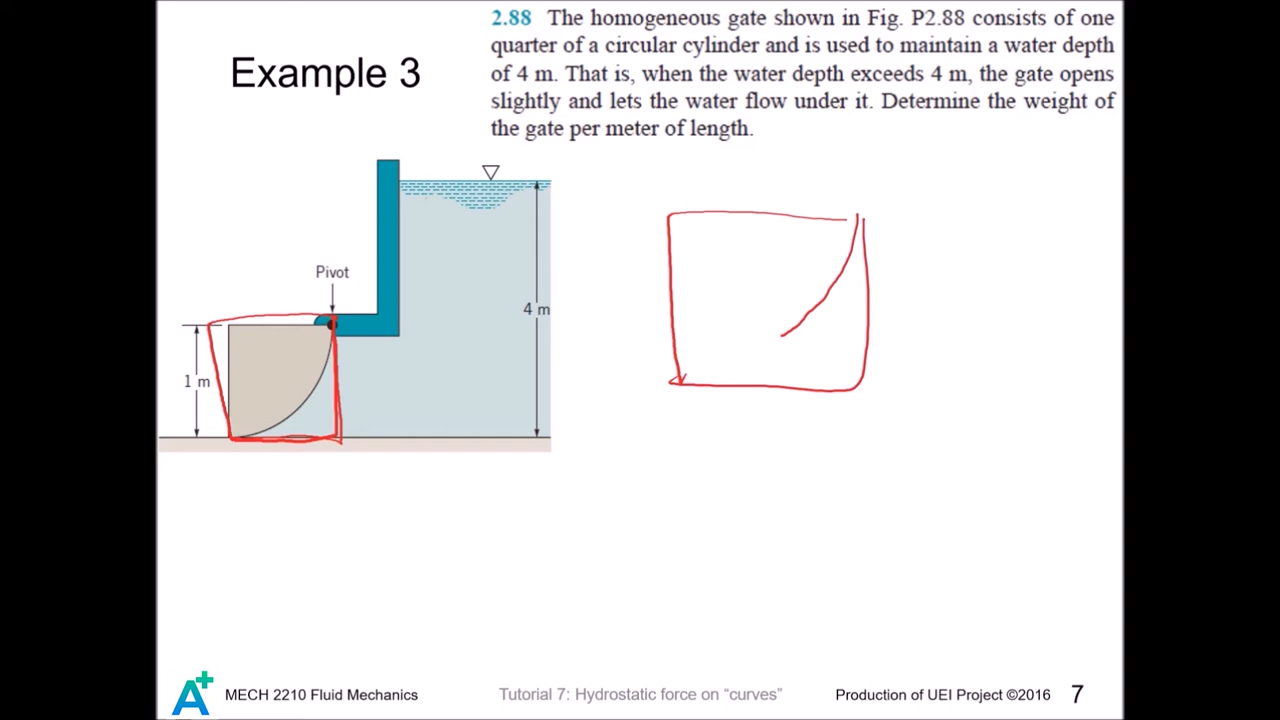 2.88 The homogeneous gate shown in Fig. P2.88 consists of one
quarter of a circular cylinder and is used to maintain a water depth
of 4 m. That is, when the water depth exceeds 4 m, the gate opens
slightly and lets the water flow under it. Determine the weight of
the gate per meter of length.
Example 3
Pivot
4 m
1 m
A+
MECH 2210 Fluid Mechanics
Tutorial 7: Hydrostatic force on “curves”
Production of UEI Project ©2016
7